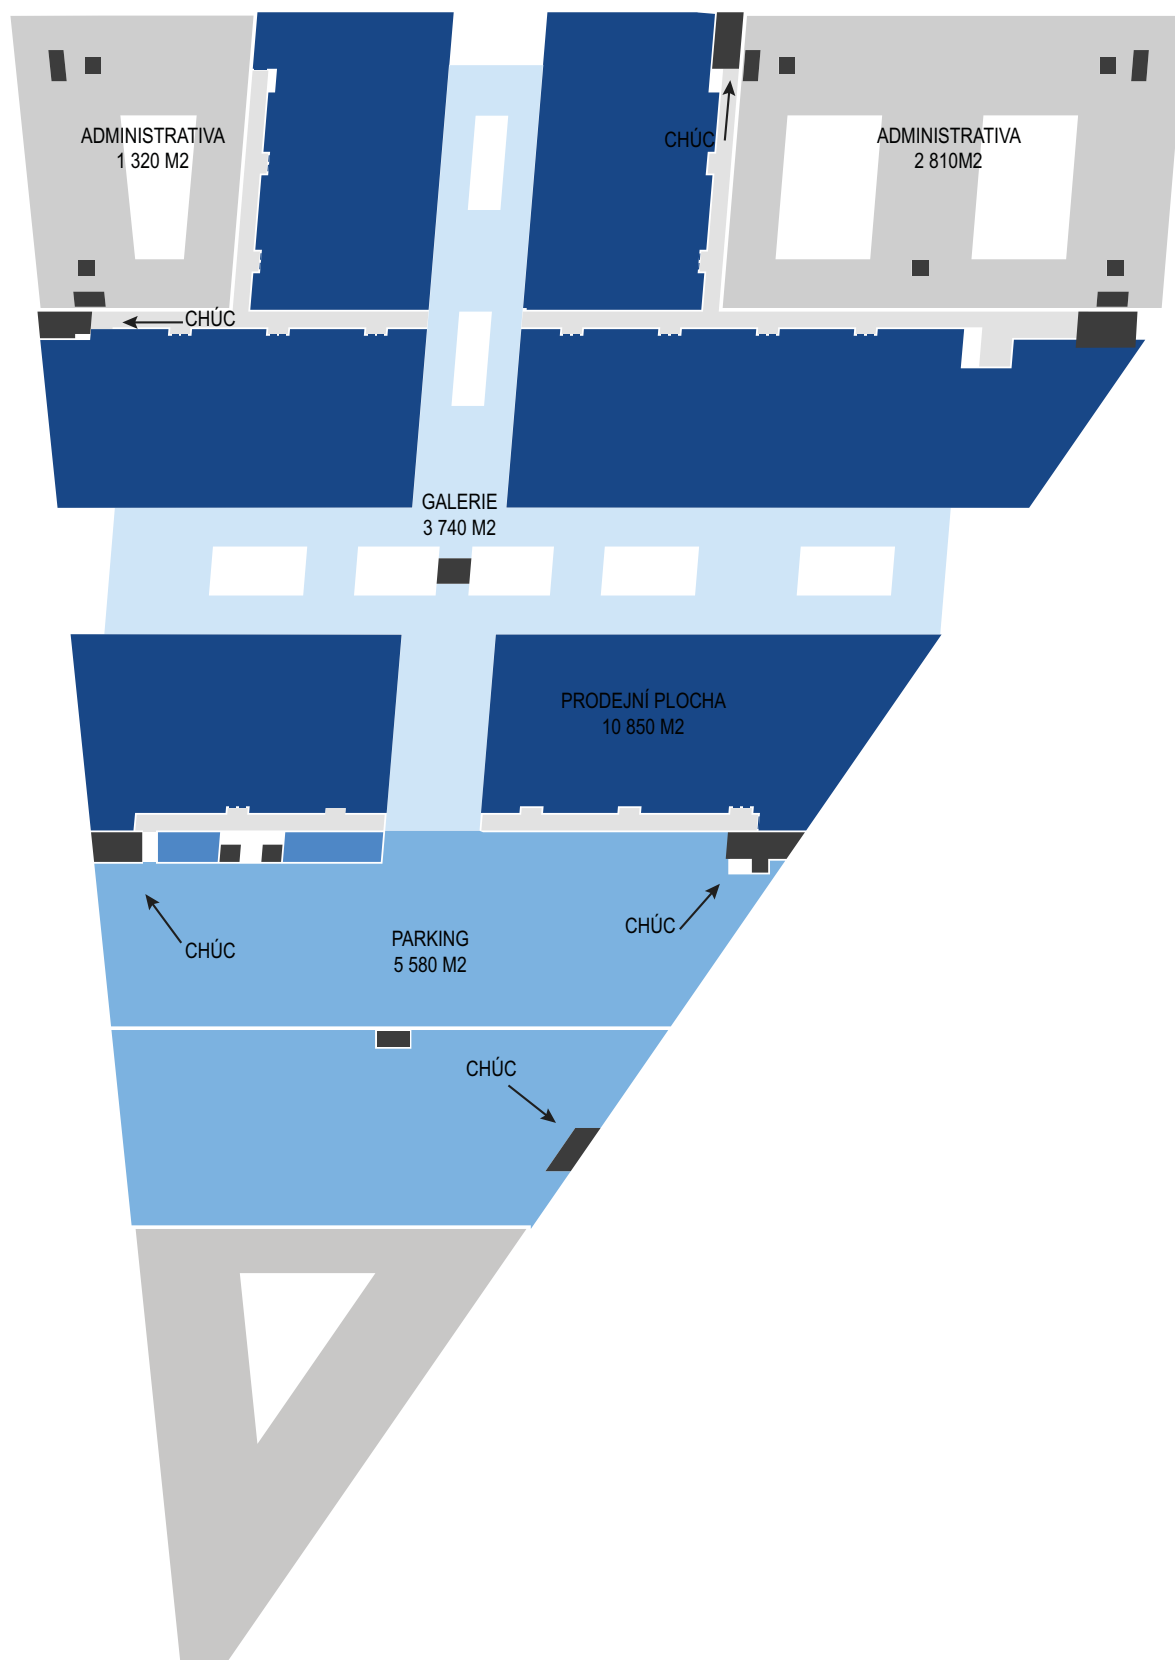 ADMINISTRATIVA
1 320 M2
CHÚC
ADMINISTRATIVA
2 810M2
CHÚC
GALERIE
3 740 M2
PRODEJNÍ PLOCHA
10 850 M2
CHÚC
PARKING
5 580 M2
CHÚC
CHÚC